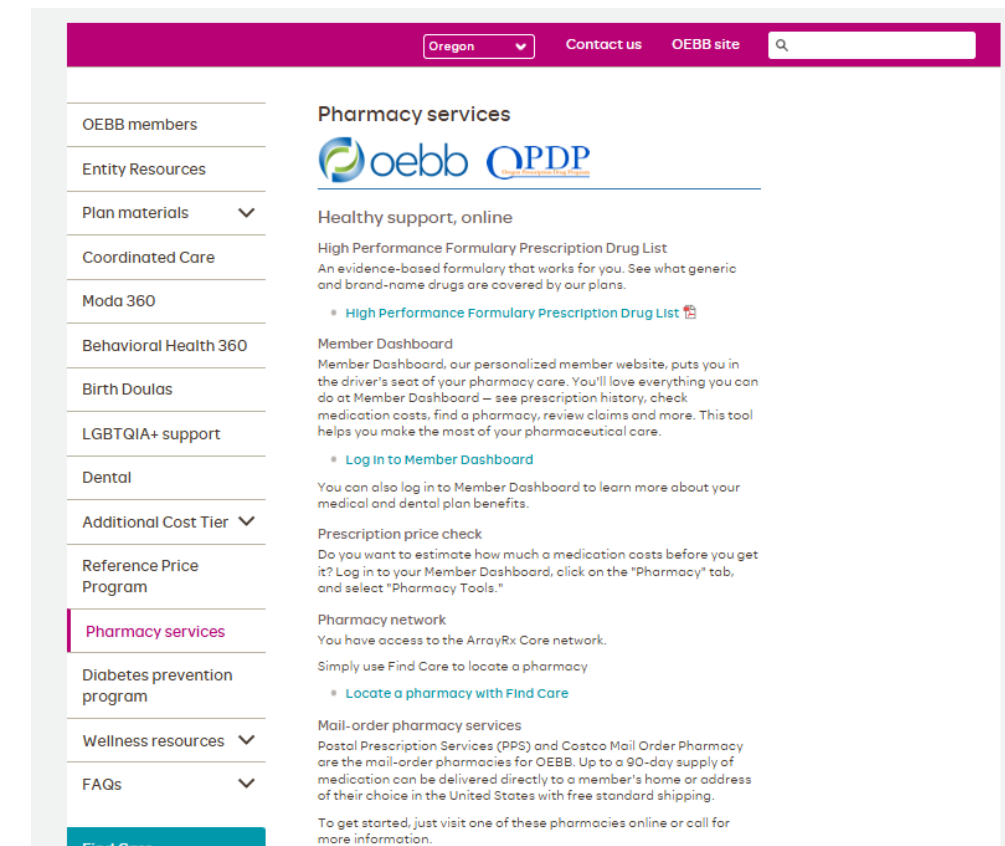 Oregon
Contact us
OEBB site
OEBB members
Entity Resources
Plan materials
Coordinated Care
Moda 360
Behavioral Health 360
Birth Doulas
LGBTQIA+ support
Dental
Additional Cost Tier
Reference Price
Program
Pharmacy services
Diabetes prevention
program
Wellness resources
FAQs
Pharmacy services
oebb OPDP
Oregon Prescription Drug Program
Healthy support, online
High Performance Formulary Prescription Drug List
An evidence-based formulary that works for you. See what generic
and brand-name drugs are covered by our plans.
High Performance Formulary Prescription Drug List
Member Dashboard
Member Dashboard, our personalized member website, puts you in
the driver's seat of your pharmacy care. You'll love everything you can
do at Member Dashboard – see prescription history, check
medication costs, find a pharmacy, review claims and more. This tool
helps you make the most of your pharmaceutical care.
Log in to Member Dashboard
You can also log in to Member Dashboard to learn more about your
medical and dental plan benefits.
Prescription price check
Do you want to estimate how much a medication costs before you get
it? Log in to your Member Dashboard, click on the "Pharmacy" tab,
and select "Pharmacy Tools."
Pharmacy network
You have access to the ArrayRx Core network.
Simply use Find Care to locate a pharmacy
Locate a pharmacy with Find Care
Mail-order pharmacy services
Postal Prescription Services (PPS) and Costco Mail Order Pharmacy
are the mail-order pharmacies for OEBB. Up to a 90-day supply of
medication can be delivered directly to a member's home or address
of their choice in the United States with free standard shipping.
To get started, just visit one of these pharmacies online or call for
more information.